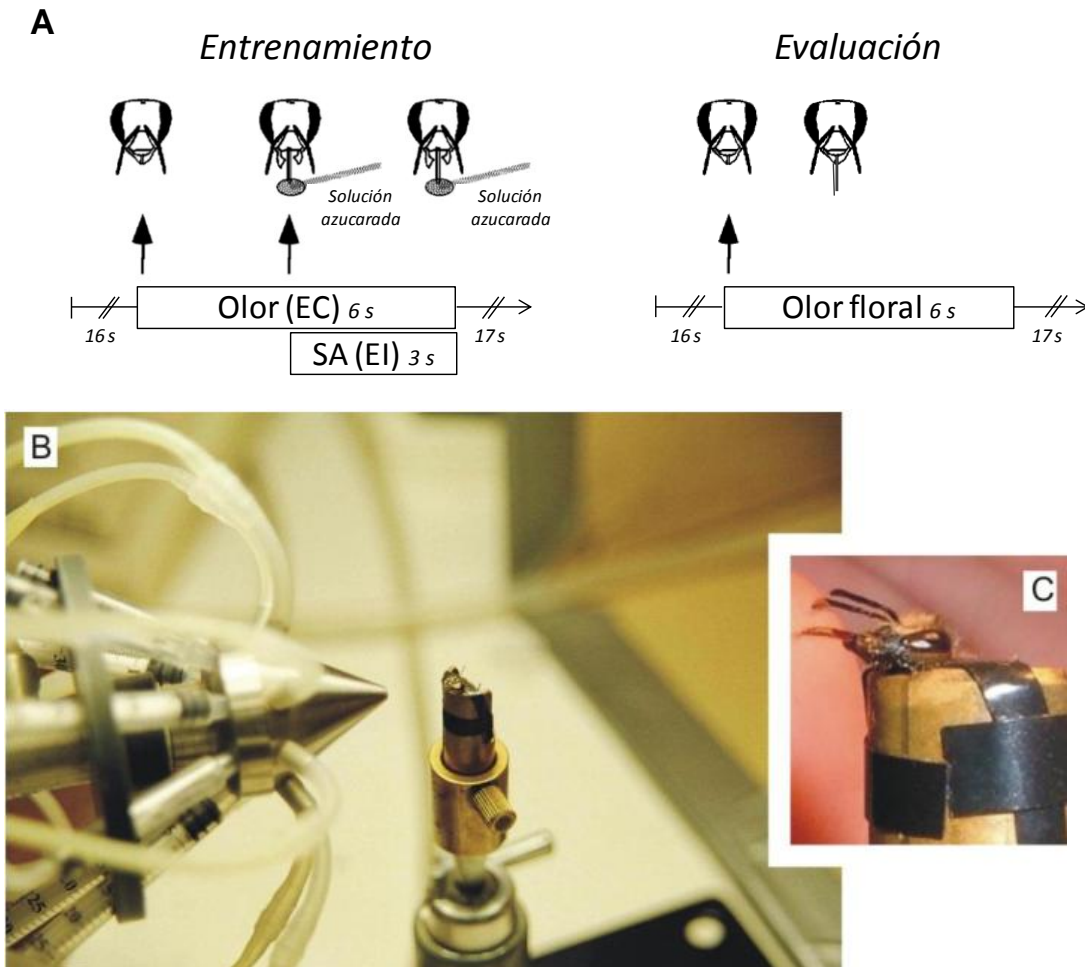 A
Entrenamiento
Evaluación
Solución
azucarada
Solución
azucarada
Olor (EC) 6 s
16 s
17 s
SA (EI) 3 s
Olor floral 6 s
16 s
17 s
B
C